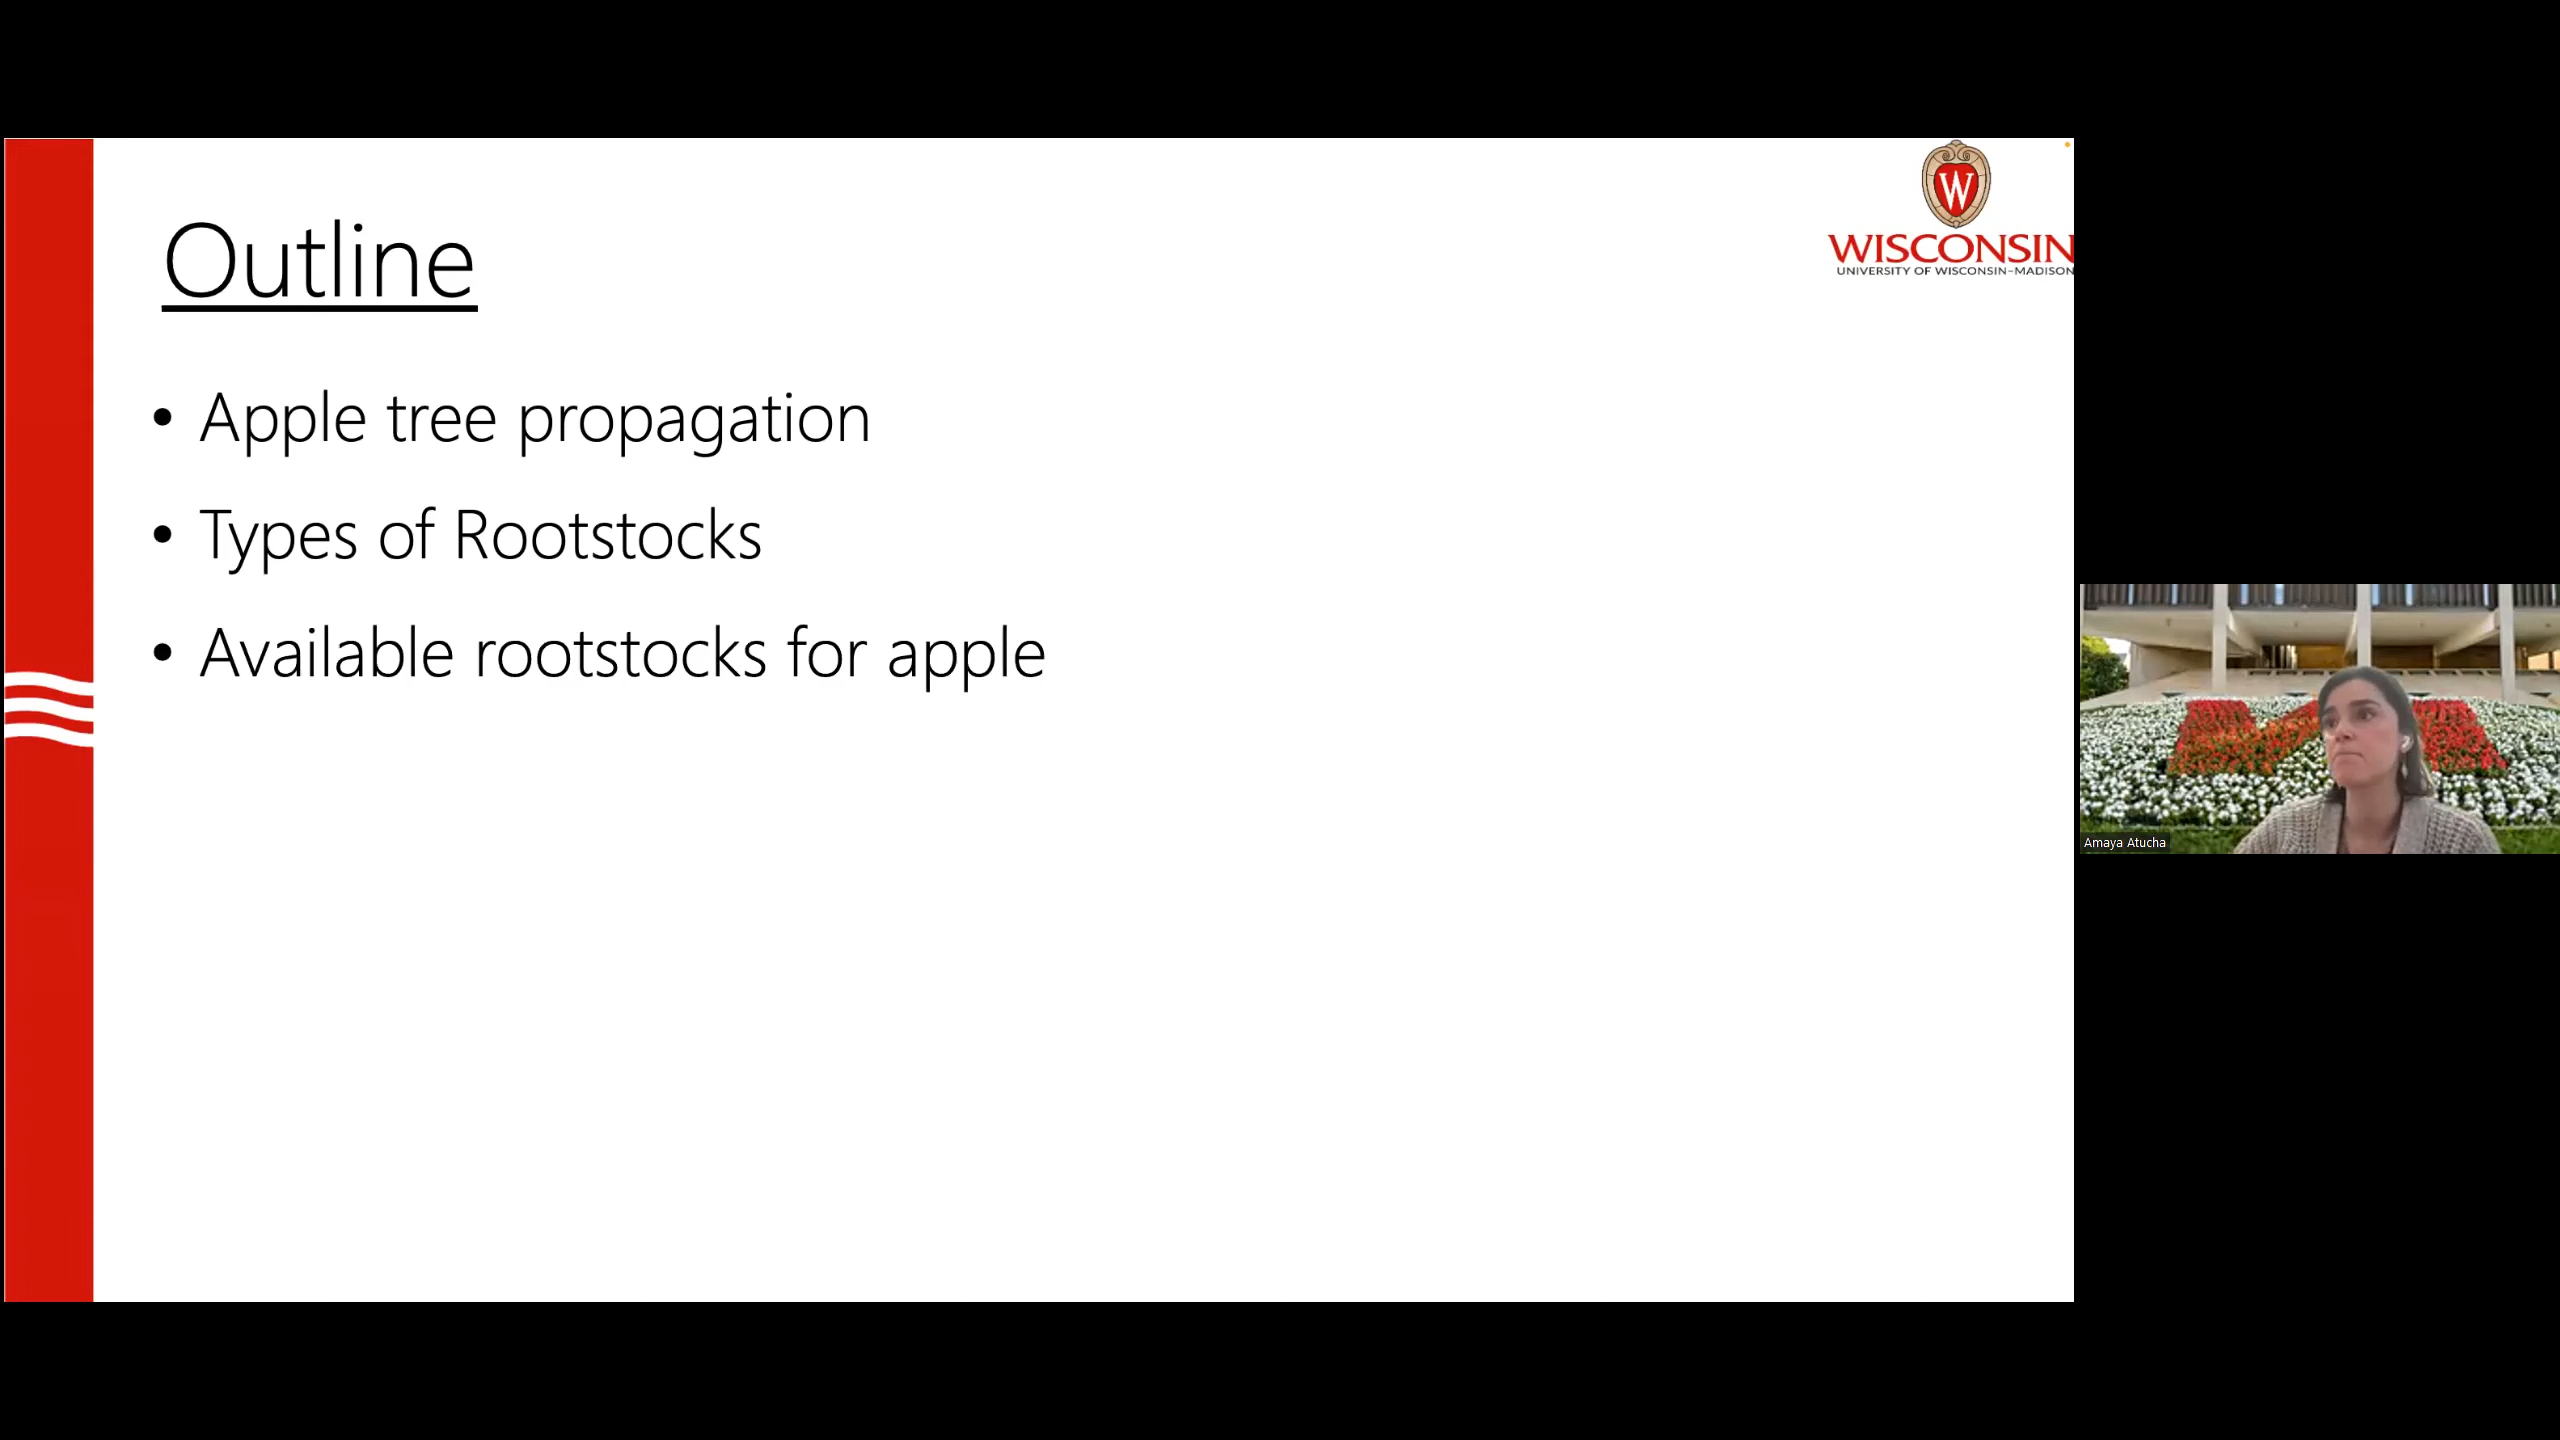 Outline
• Apple tree propagation
• Types of Rootstocks
• Available rootstocks for apple
W
WISCONSIN
UNIVERSITY OF WISCONSIN–MADISON
Amaya Atucha